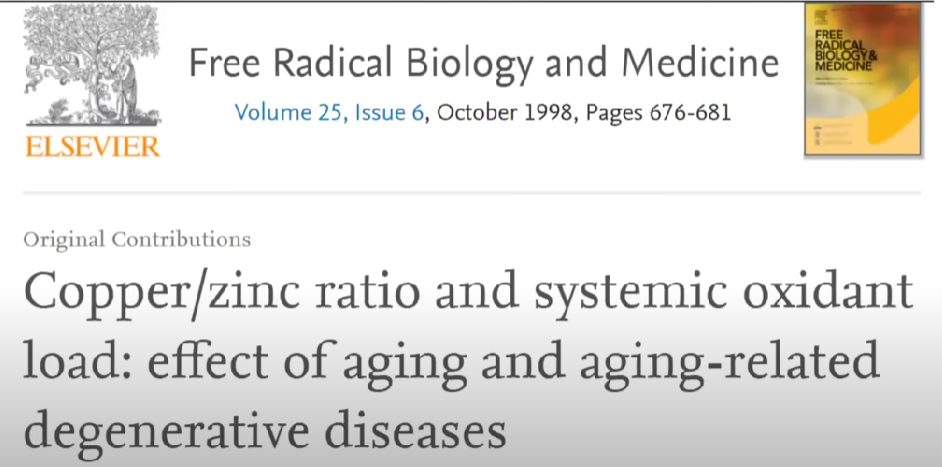 Free Radical Biology and Medicine
Volume 25, Issue 6, October 1998, Pages 676-681
ELSEVIER
FREE
RADICAL
BIOLOGY &
MEDICINE
Original Contributions
Copper/zinc ratio and systemic oxidant
load: effect of aging and aging-related
degenerative diseases